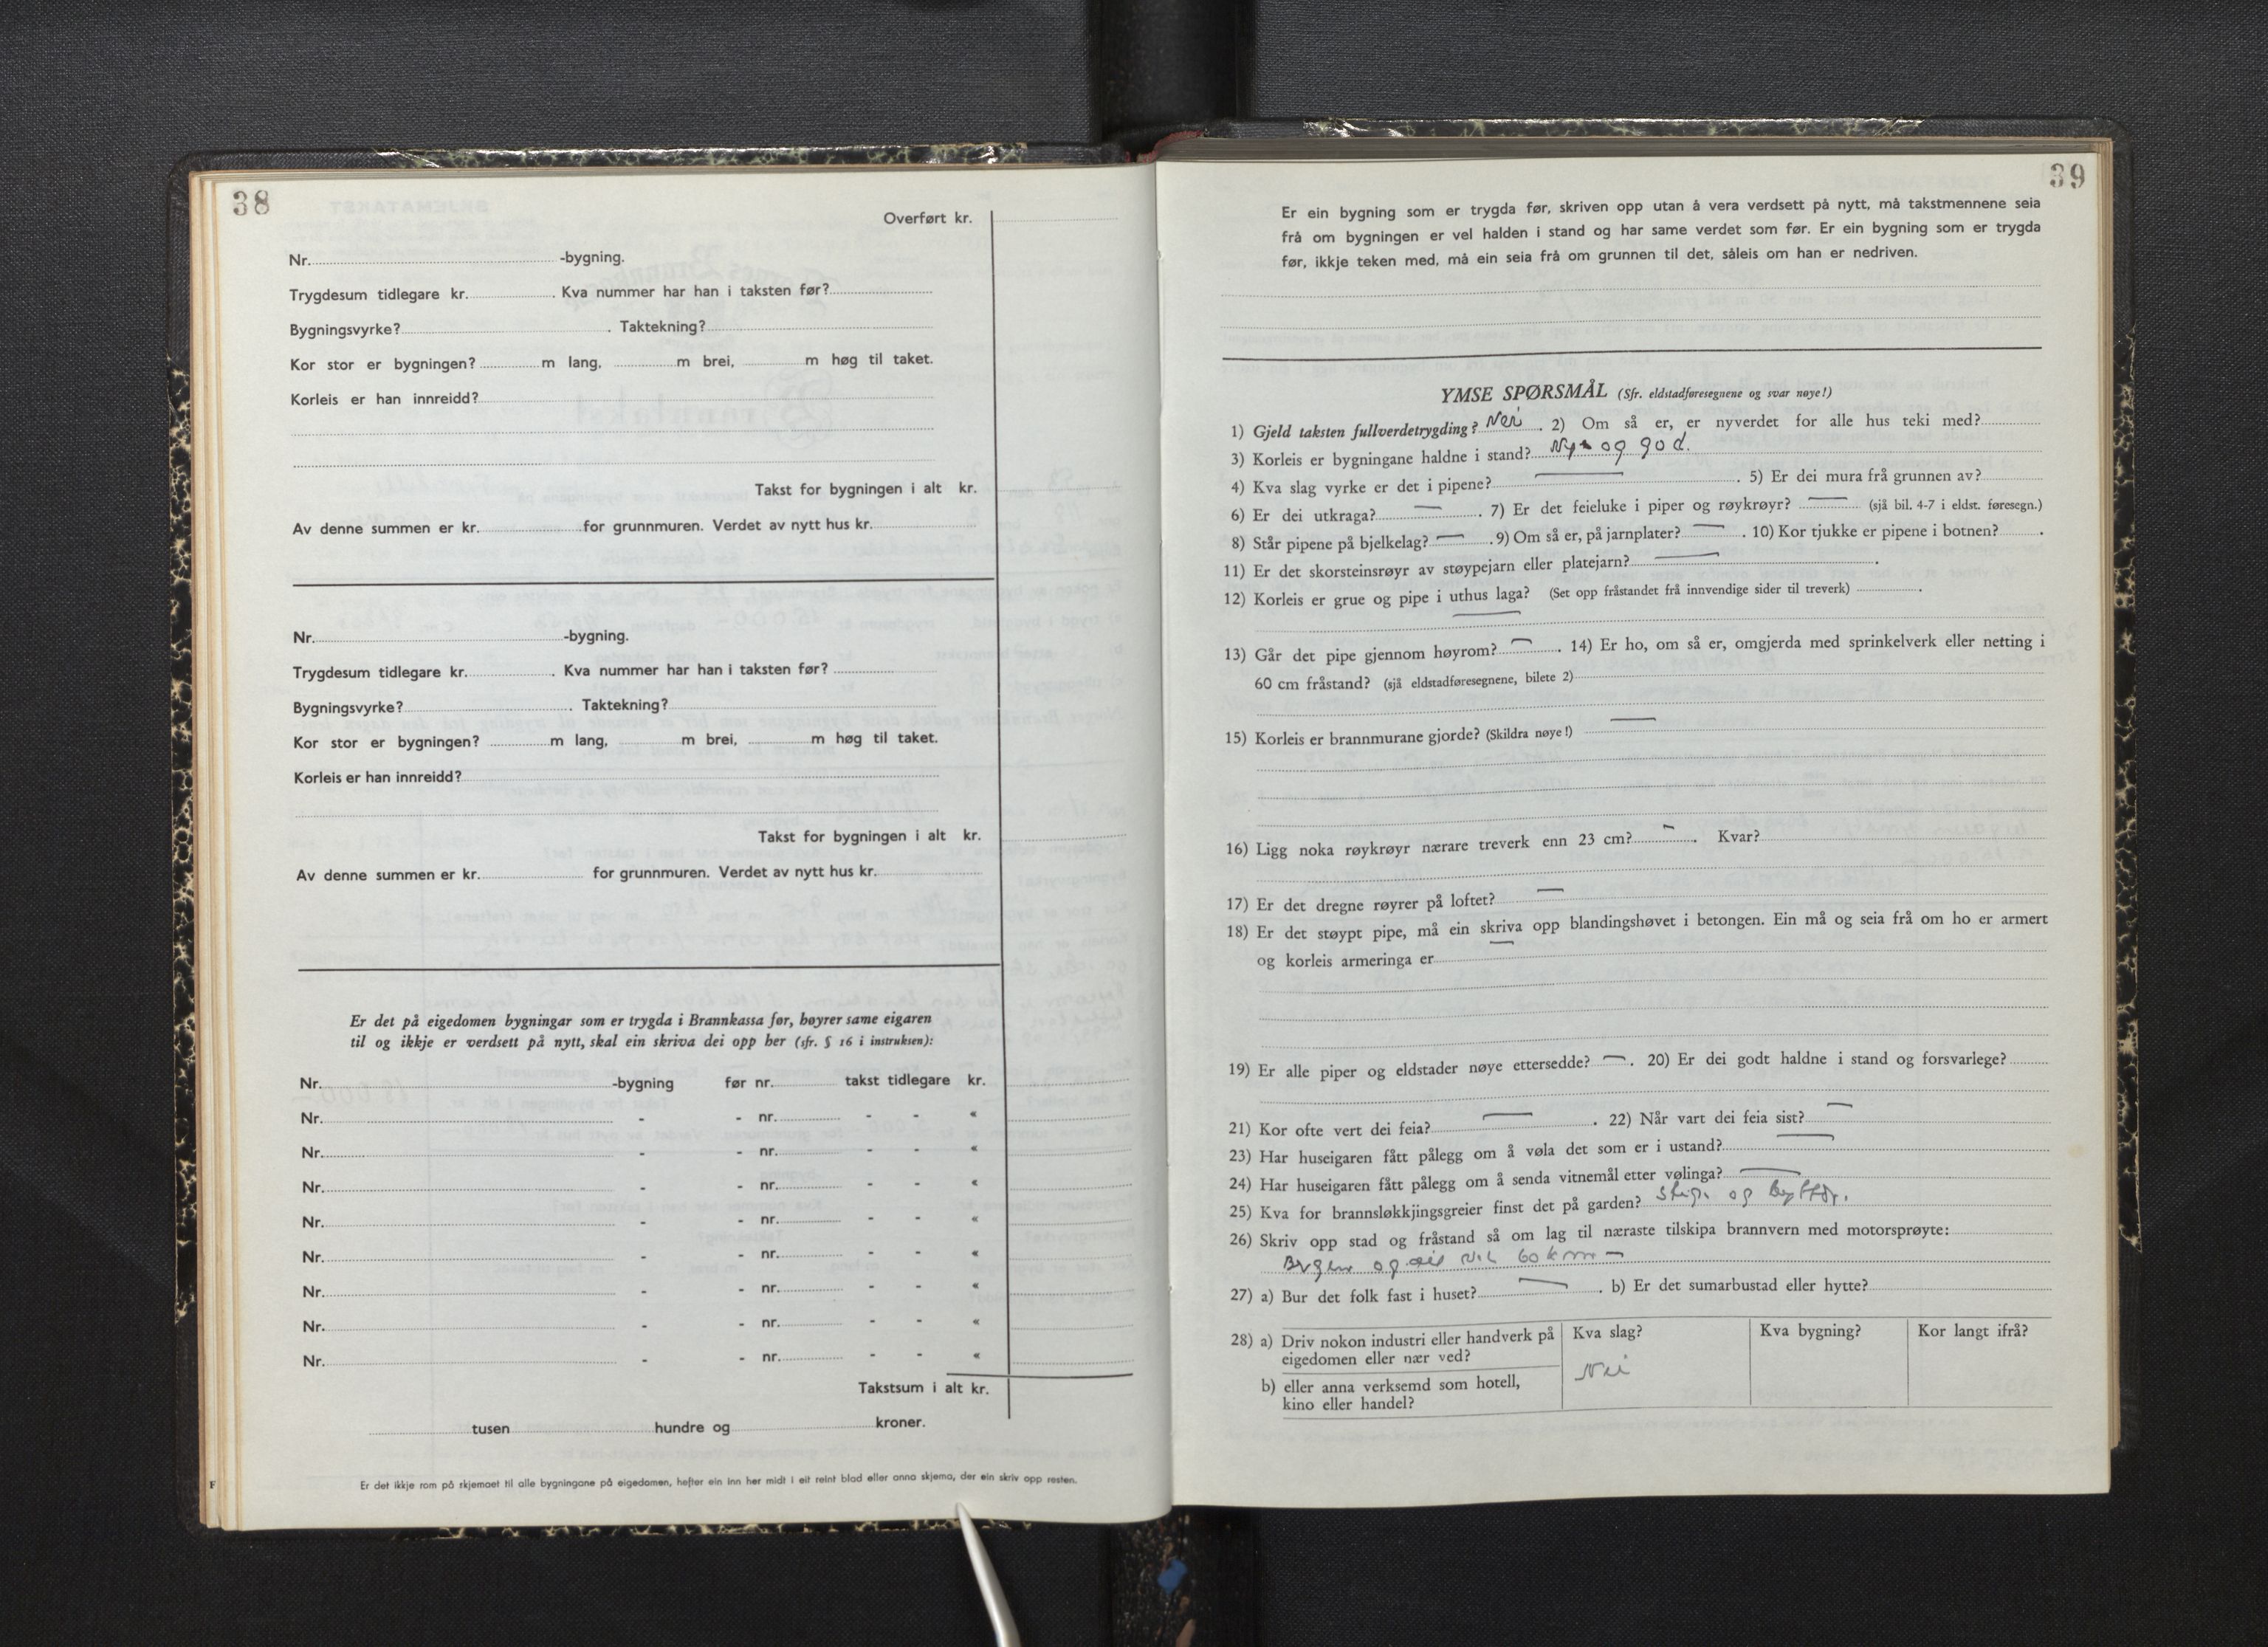 38
Overført kr.
Nr. -bygning.
Trygdesum tidlegare kr. . Kva nummer har han i taksten før?
Bygningsvyrke? . Taktekning?
Kor stor er bygningen? m lang, m brei, m høg til taket.
Korleis er han innreidd?
Takst for bygningen i alt kr.
Av denne summen er kr. for grunnmuren. Verdet av nytt hus kr.
Nr. -bygning.
Trygdesum tidlegare kr. . Kva nummer har han i taksten før?
Bygningsvyrke? . Taktekning?
Kor stor er bygningen? m lang, m brei, m høg til taket.
Korleis er han innreidd?
Takst for bygningen i alt kr.
Av denne summen er kr. for grunnmuren. Verdet av nytt hus kr.
Er det på eigedomen bygningar som er trygda i Brannkassa før, høyrer same eigaren
til og ikkje er verdsett på nytt, skal ein skriva dei opp her (sfr. § 16 i instruksen):
Nr. -bygning før nr. takst tidlegare kr.
Nr. - - nr. - - «
Nr. - - nr. - - «
Nr. - - nr. - - «
Nr. - - nr. - - «
Nr. - - nr. - - «
Nr. - - nr. - - «
Nr. - - nr. - - «
Nr. - - nr. - - «
Takstsum i alt kr.
tusen hundre og kroner.
Er det ikkje rom på skjemaet til alle bygningane på eigedomen, hefter ein inn her midt i eit reint blad eller anna skjema, der ein skriv opp resten.
F
39
Er ein bygning som er trygda før, skriven opp utan å vera verdsett på nytt, må takstmennene seia
frå om bygningen er vel halden i stand og har same verdet som før. Er ein bygning som er trygda
før, ikkje teken med, må ein seia frå om grunnen til det, såleis om han er nedriven.
YMSE SPØRSMÅL (Sfr. eldstadføresegnene og svar nøye!)
1) Gjeld taksten fullverdetrygding? Nei . 2) Om så er, er nyverdet for alle hus teki med?
3) Korleis er bygningane haldne i stand? Nye og god.
4) Kva slag vyrke er det i pipene? — . 5) Er dei mura frå grunnen av?
6) Er dei utkraga? — . 7) Er det feieluke i piper og røykrøyr? — (sjå bil. 4-7 i eldst. føresegn.)
8) Står pipene på bjelkelag? — . 9) Om så er, på jarnplater? — . 10) Kor tjukke er pipene i botnen? .
11) Er det skorsteinsrøyr av støypejarn eller platejarn? — .
12) Korleis er grue og pipe i uthus laga? (Set opp fråstandet frå innvendige sider til treverk) .
—
13) Går det pipe gjennom høyrom? — . 14) Er ho, om så er, omgjerda med sprinkelverk eller netting i
60 cm fråstand? (sjå eldstadføresegnene, bilete 2)
15) Korleis er brannmurane gjorde? (Skildra nøye!) —
16) Ligg noka røykrøyr nærare treverk enn 23 cm? — . Kvar?
17) Er det dregne røyrer på loftet? —
18) Er det støypt pipe, må ein skriva opp blandingshøvet i betongen. Ein må og seia frå om ho er armert
og korleis armeringa er —
19) Er alle piper og eldstader nøye ettersedde? — . 20) Er dei godt haldne i stand og forsvarlege?
21) Kor ofte vert dei feia? — . 22) Når vart dei feia sist? —
23) Har huseigaren fått pålegg om å vøla det som er i ustand? —
24) Har huseigaren fått pålegg om å senda vitnemål etter vølinga? —
25) Kva for brannsløkkjingsgreier finst det på garden? Stige og bytter.
26) Skriv opp stad og fråstand så om lag til næraste tilskipa brannvern med motorsprøyte:
Bergen og 60 km —
27) a) Bur det folk fast i huset? — . b) Er det sumarbustad eller hytte?
28) a) Driv nokon industri eller handverk på Kva slag? Kva bygning? Kor langt ifrå?
eigedomen eller nær ved?
Nei
b) eller anna verksemd som hotell,
kino eller handel?